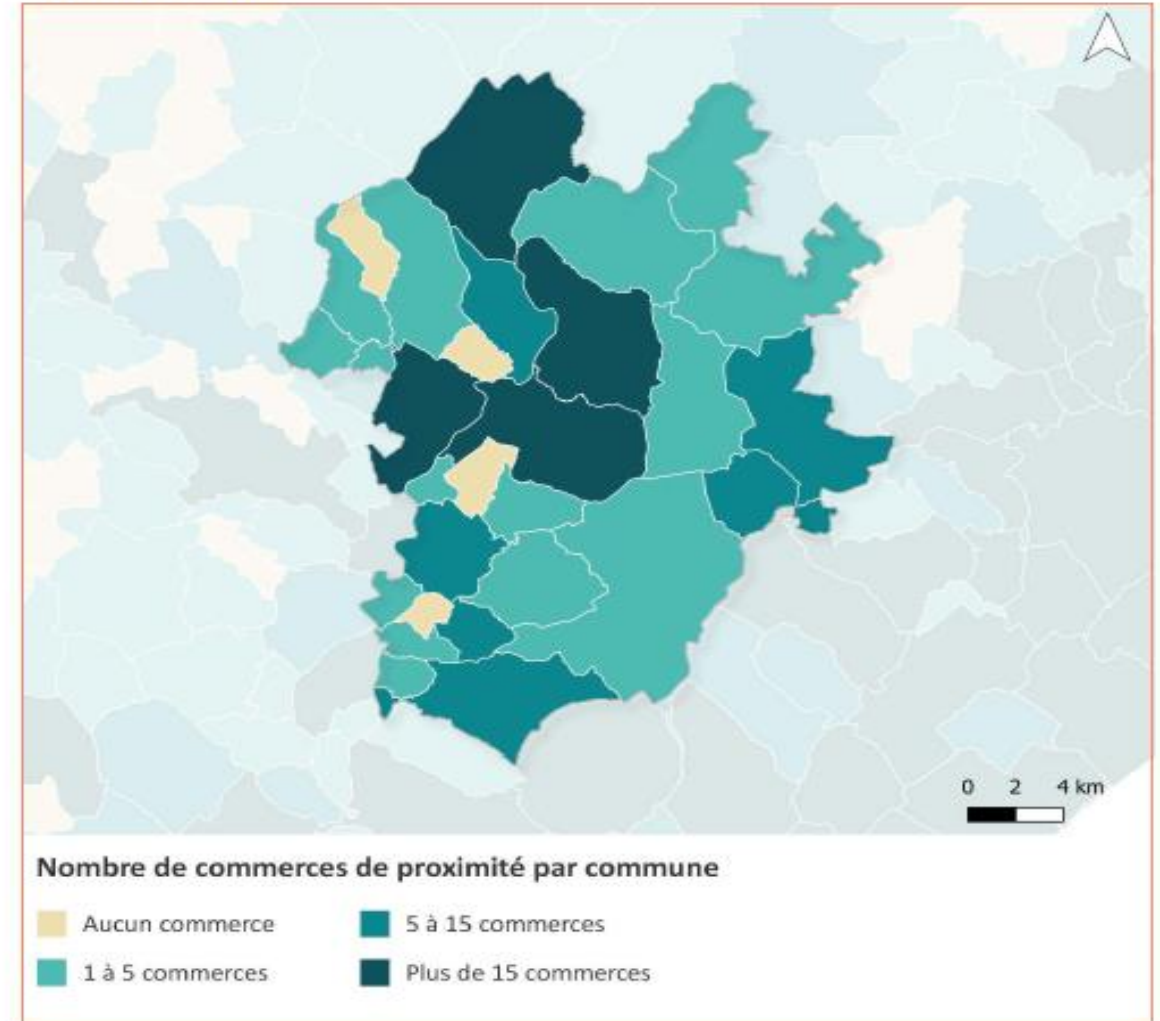 0 2 4 km
Nombre de commerces de proximité par commune
Aucun commerce
5 à 15 commerces
1 à 5 commerces
Plus de 15 commerces